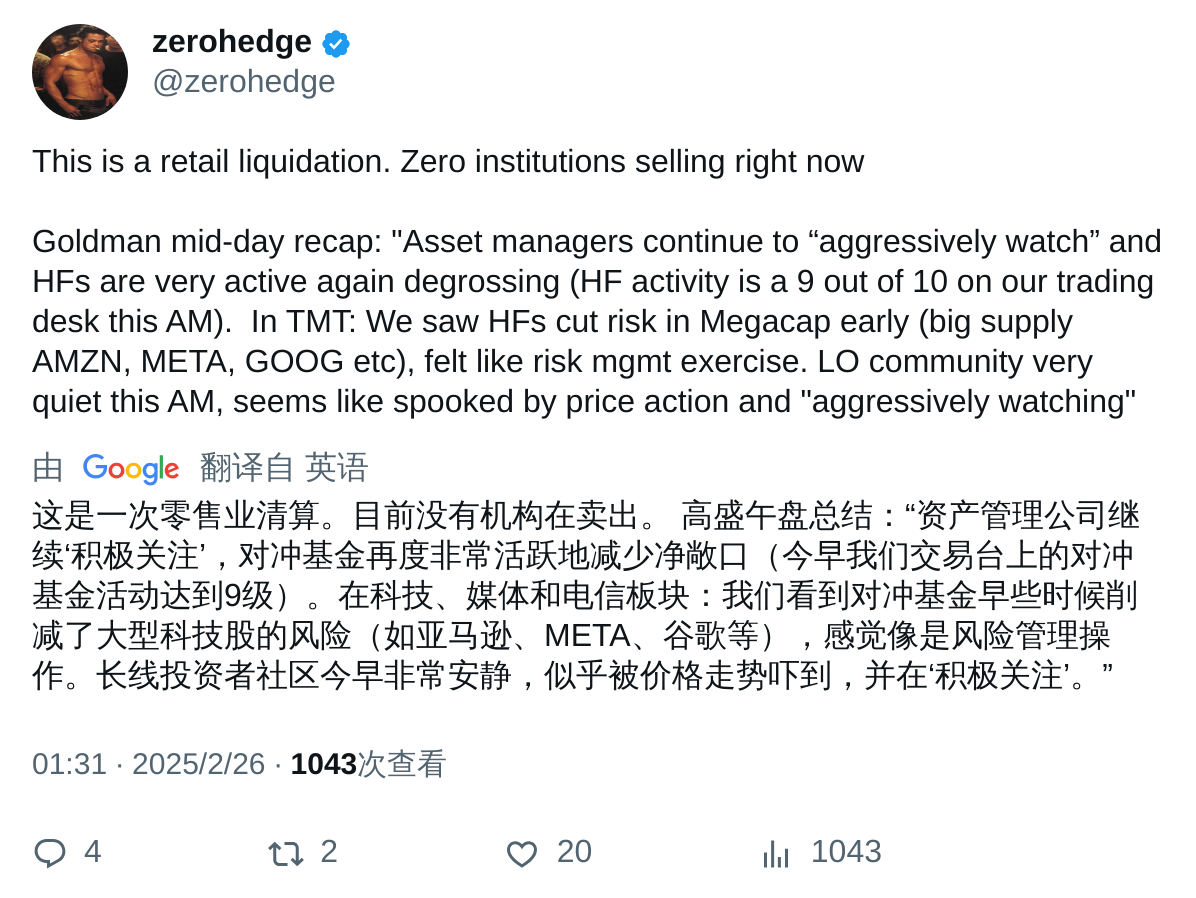 zerohedge
@zerohedge
This is a retail liquidation. Zero institutions selling right now
Goldman mid-day recap: "Asset managers continue to “aggressively watch” and
HFs are very active again degrossing (HF activity is a 9 out of 10 on our trading
desk this AM).  In TMT: We saw HFs cut risk in Megacap early (big supply
AMZN, META, GOOG etc), felt like risk mgmt exercise. LO community very
quiet this AM, seems like spooked by price action and "aggressively watching"
由 Google 翻译自 英语
这是一次零售业清算。目前没有机构在卖出。 高盛午盘总结：“资产管理公司继
续‘积极关注’，对冲基金再度非常活跃地减少净敞口（今早我们交易台上的对冲
基金活动达到9级）。在科技、媒体和电信板块：我们看到对冲基金早些时候削
减了大型科技股的风险（如亚马逊、META、谷歌等），感觉像是风险管理操
作。长线投资者社区今早非常安静，似乎被价格走势吓到，并在‘积极关注’。”
01:31 · 2025/2/26 · 1043次查看
4 2 20 1043